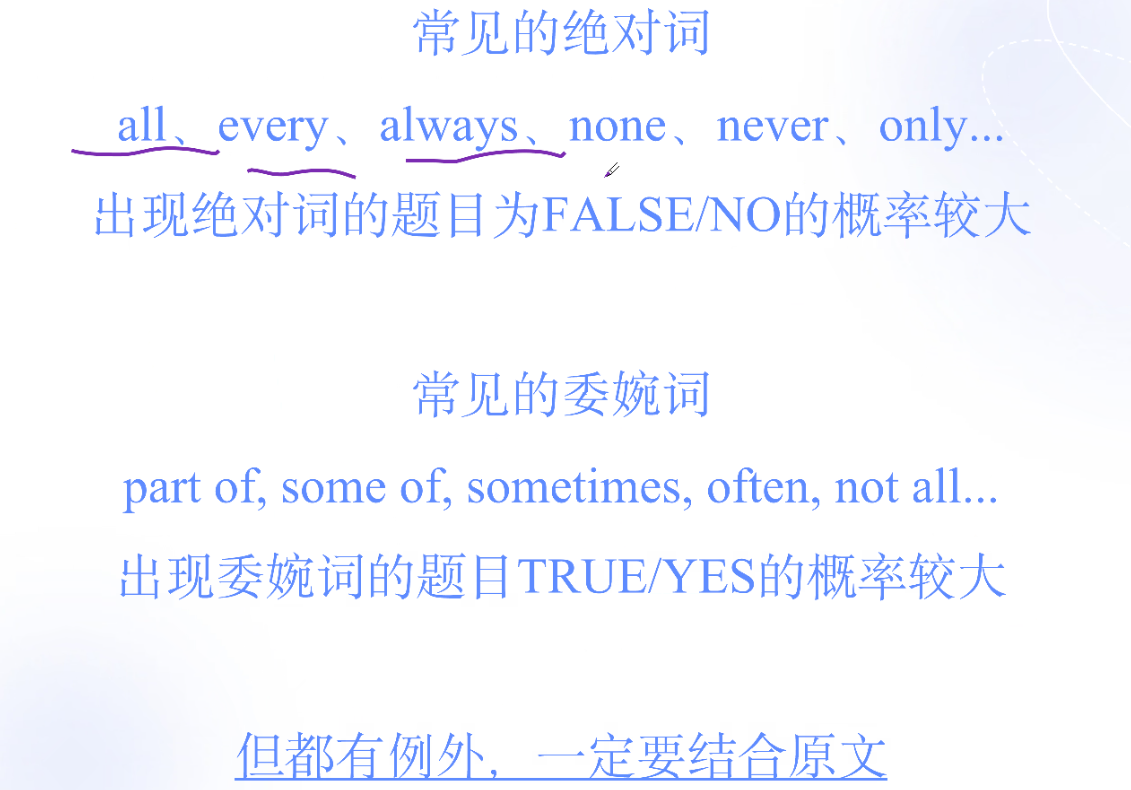 常见的绝对词
all、every、always、none、never、only...
出现绝对词的题目为FALSE/NO的概率较大
常见的委婉词
part of, some of, sometimes, often, not all...
出现委婉词的题目TRUE/YES的概率较大
但都有例外，一定要结合原文